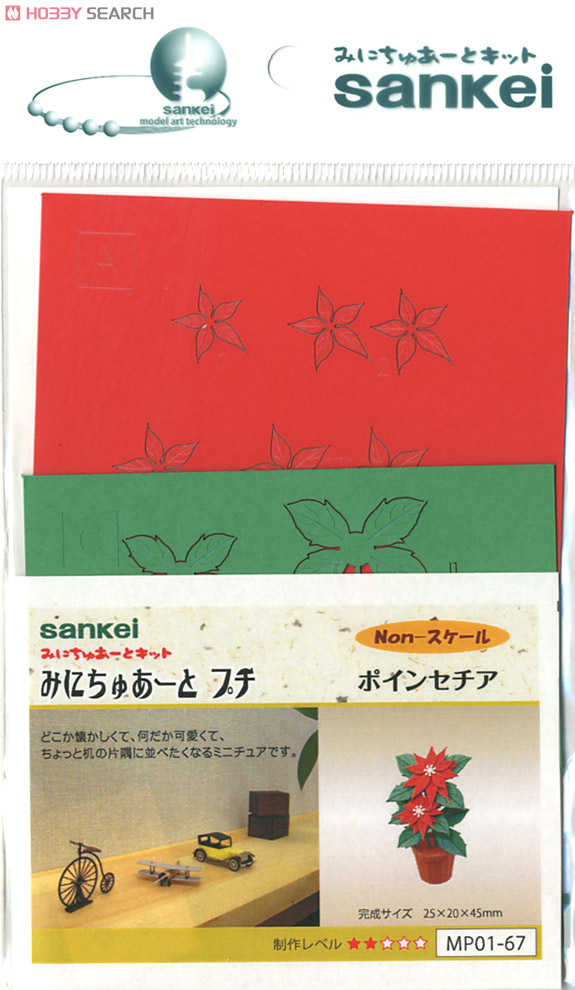 HOBBY SEARCH
sankei
model art technology
みにちゅあーとキット
sankei
A
2
C
sankei
みにちゅあーとキット
みにちゅあーと プチ
Non-スケール
ポインセチア
どこか懐かしくて、何だか可愛くて、
ちょっと机の片隅に並べたくなるミニチュアです。
完成サイズ 25×20×45mm
制作レベル ★★☆☆☆
MP01-67